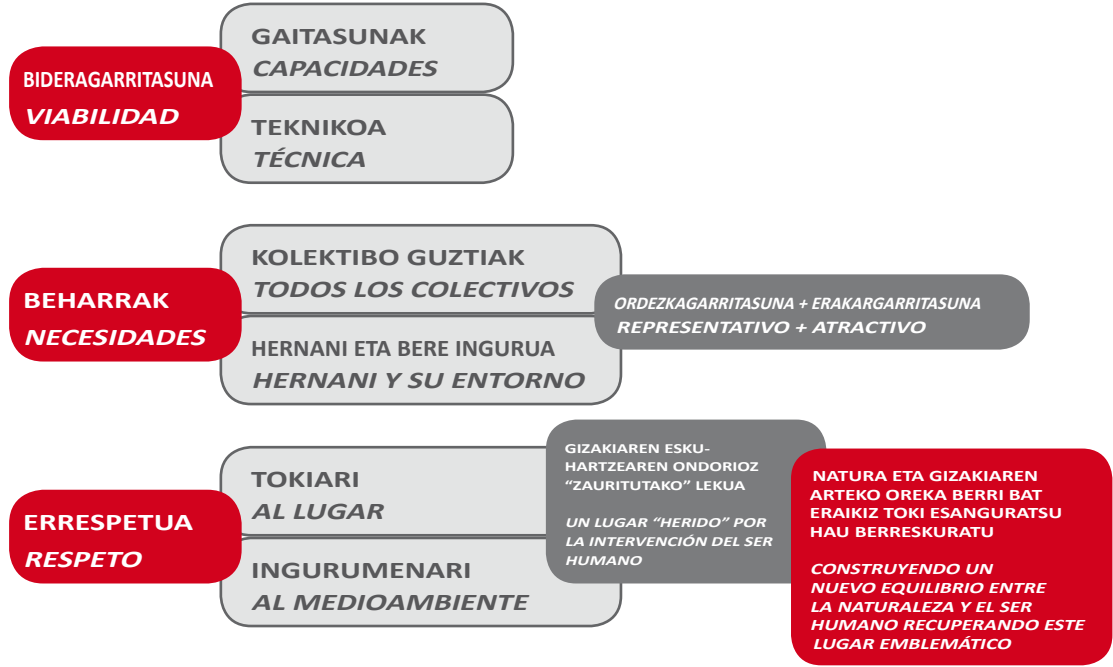 BIDERAGARRITASUNA
VIABILIDAD
GAITASUNAK
CAPACIDADES
TEKNIKOA
TÉCNICA
BEHARRAK
NECESIDADES
KOLEKTIBO GUZTIAK
TODOS LOS COLECTIVOS
HERNANI ETA BERE INGURUA
HERNANI Y SU ENTORNO
ORDEZKAGARRITASUNA + ERAKARGARRITASUNA
REPRESENTATIVO + ATRACTIVO
ERRESPETUA
RESPETO
TOKIARI
AL LUGAR
INGURUMENARI
AL MEDIOAMBIENTE
GIZAKIAREN ESKU-
HARTZEAREN ONDORIOZ
“ZAURITUTAKO” LEKUA
UN LUGAR “HERIDO” POR
LA INTERVENCIÓN DEL SER
HUMANO
NATURA ETA GIZAKIAREN
ARTEKO OREKA BERRI BAT
ERAIKIZ TOKI ESANGURATSU
HAU BERRESKURATU
CONSTRUYENDO UN
NUEVO EQUILIBRIO ENTRE
LA NATURALEZA Y EL SER
HUMANO RECUPERANDO ESTE
LUGAR EMBLEMÁTICO